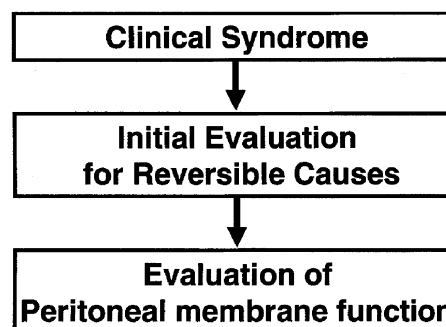 Clinical Syndrome
Initial Evaluation
for Reversible Causes
Evaluation of
Peritoneal membrane function